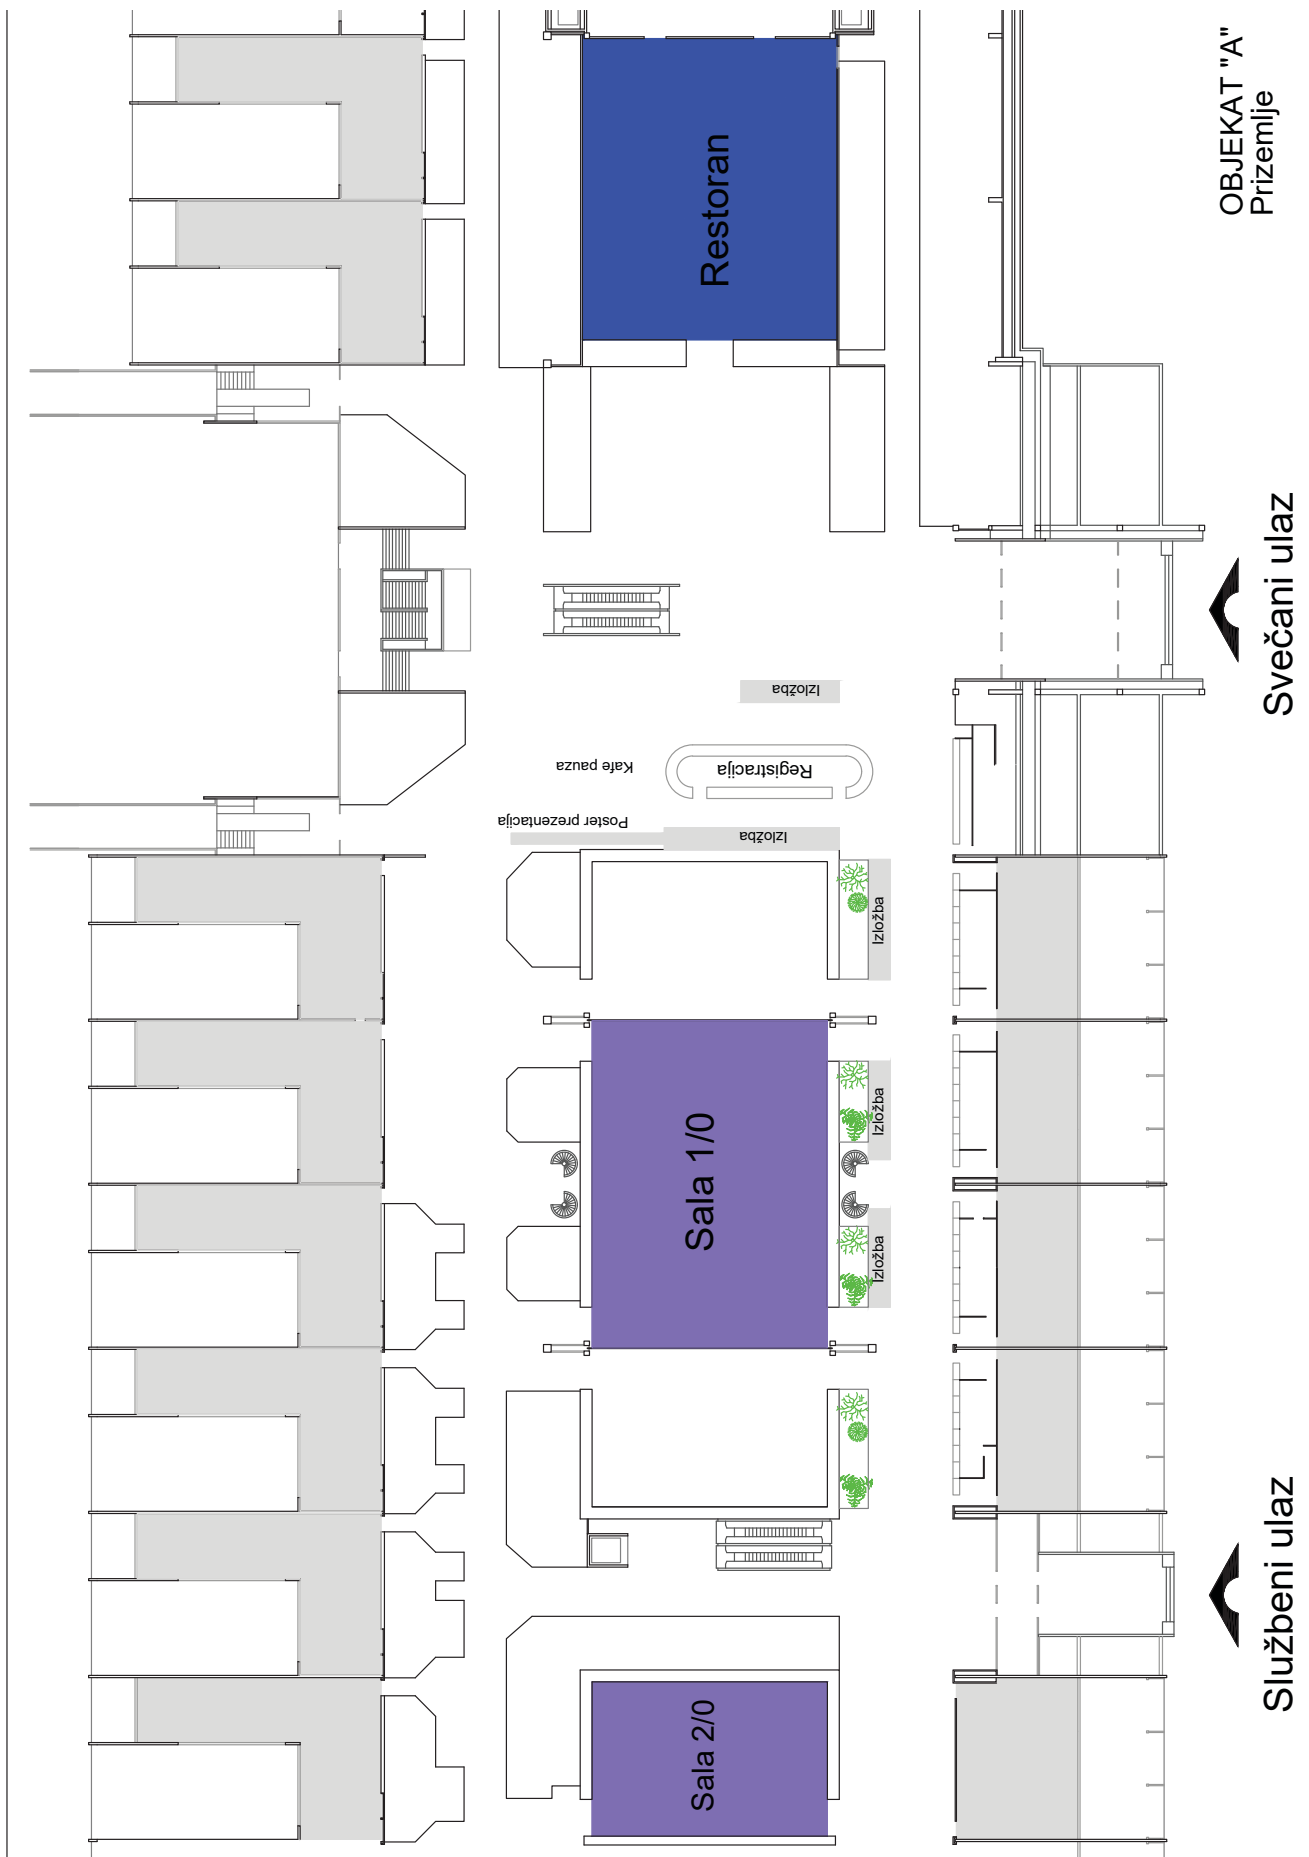 OBJEKAT "A"
Prizemlje
Restoran
Svečani ulaz
Izložba
Registracija
Kafe pauza
Poster prezentacija
Izložba
Izložba
Izložba
Sala 1/0
Izložba
Službeni ulaz
Sala 2/0